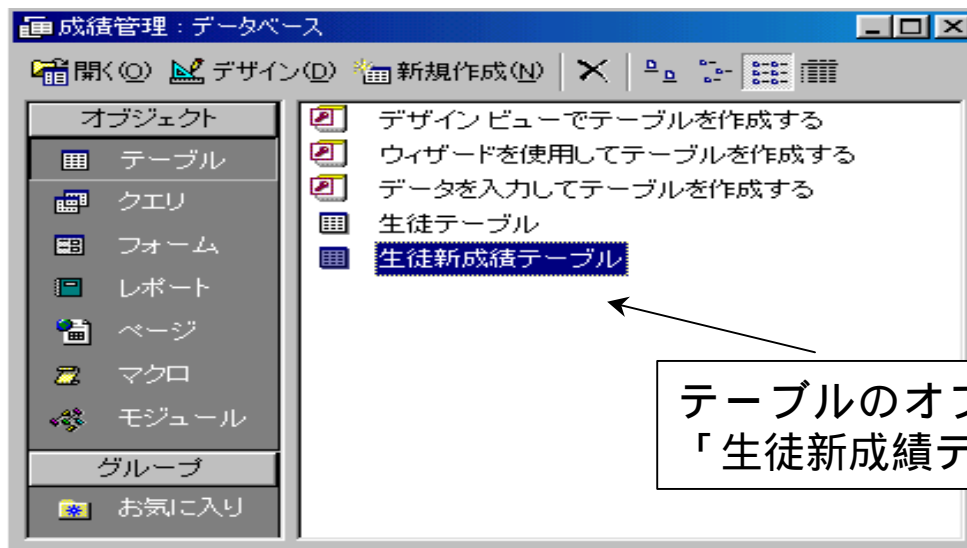 成績管理：データベース
開く(O) デザイン(D) 新規作成(N)
オブジェクト
テーブル
クエリ
フォーム
レポート
ページ
マクロ
モジュール
グループ
お気に入り
デザイン ビューでテーブルを作成する
ウィザードを使用してテーブルを作成する
データを入力してテーブルを作成する
生徒テーブル
生徒新成績テーブル
テーブルのオブ
「生徒新成績テ